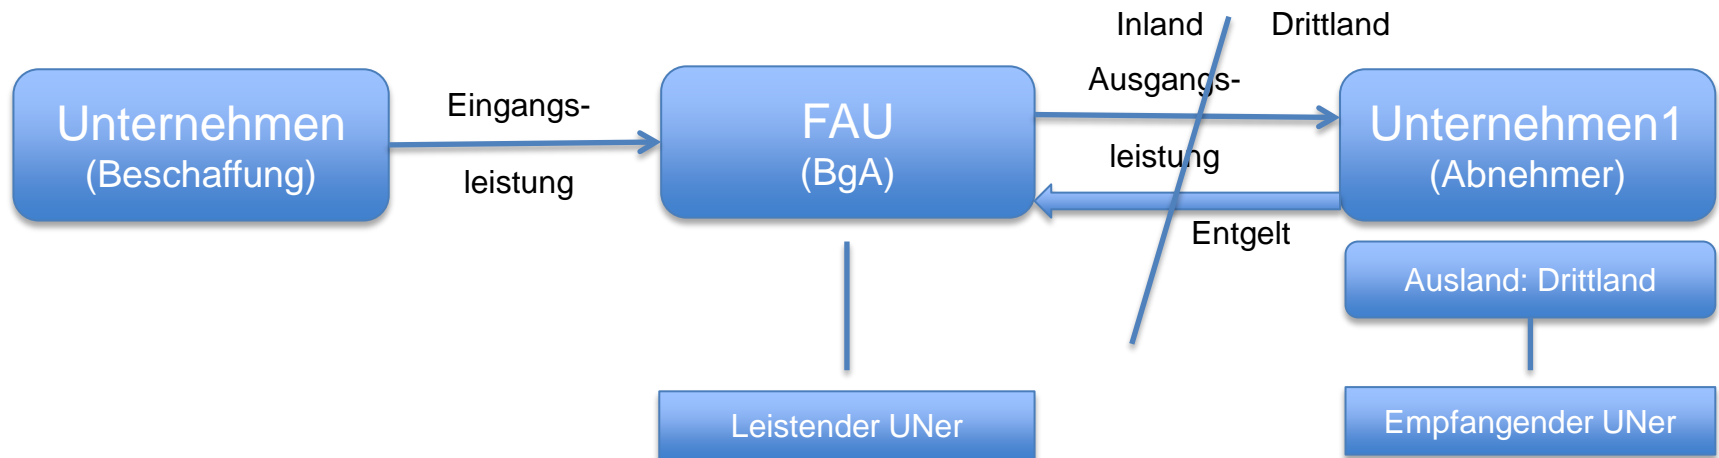 Inland
Drittland
Unternehmen
(Beschaffung)
Eingangs-
leistung
FAU
(BgA)
Ausgangs-
leistung
Entgelt
Unternehmen1
(Abnehmer)
Ausland: Drittland
Leistender UNer
Empfangender UNer